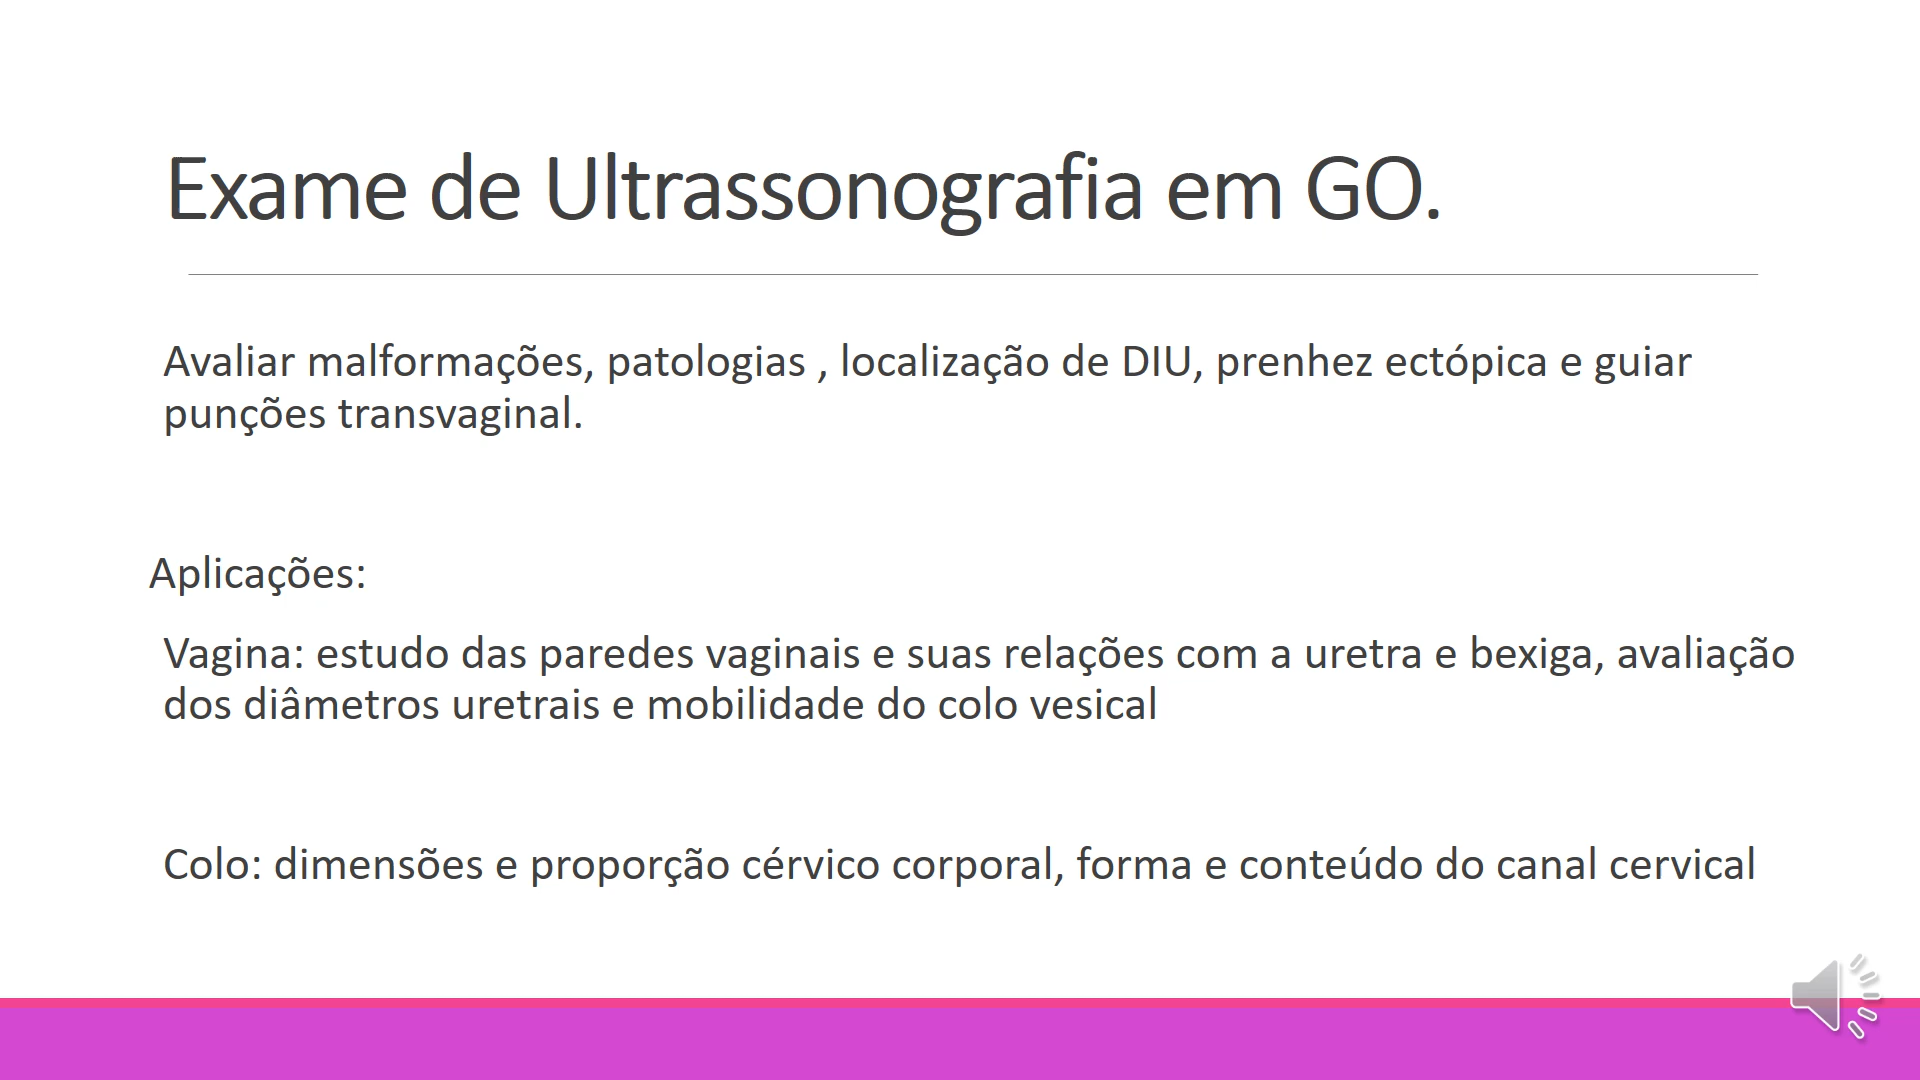 Exame de Ultrassonografia em GO.
Avaliar malformações, patologias , localização de DIU, prenhez ectópica e guiar
punções transvaginal.
Aplicações:
Vagina: estudo das paredes vaginais e suas relações com a uretra e bexiga, avaliação
dos diâmetros uretrais e mobilidade do colo vesical
Colo: dimensões e proporção cérvico corporal, forma e conteúdo do canal cervical